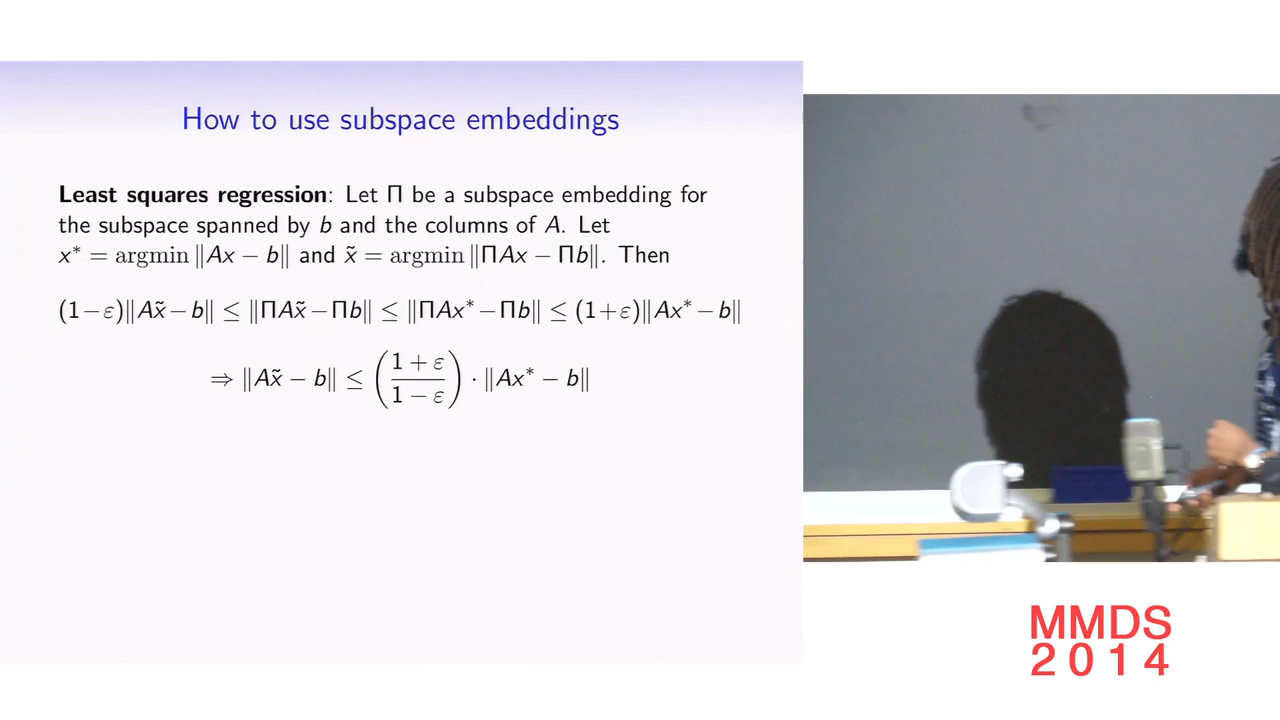 How to use subspace embeddings
Least squares regression: Let Π be a subspace embedding for
the subspace spanned by b and the columns of A. Let
x* = argmin ‖Ax − b‖ and x̃ = argmin ‖ΠAx − Πb‖. Then
(1−ε)‖Ax̃−b‖ ≤ ‖ΠAx̃−Πb‖ ≤ ‖ΠAx*−Πb‖ ≤ (1+ε)‖Ax*−b‖
⇒ ‖Ax̃ − b‖ ≤ ((1 + ε)/(1 − ε)) · ‖Ax* − b‖
MMDS
2014